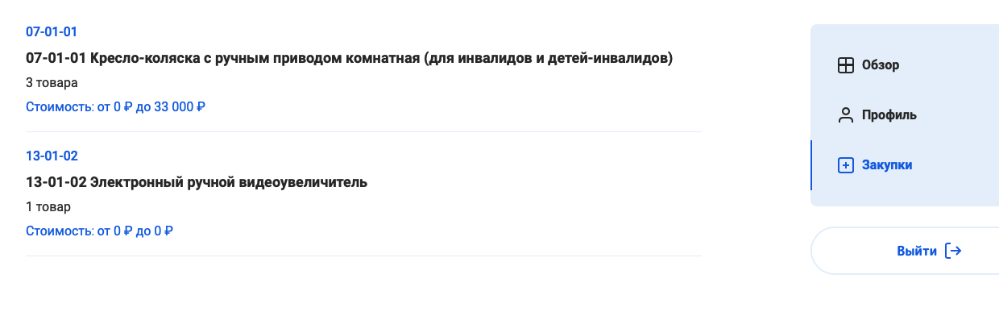 07-01-01
07-01-01 Кресло-коляска с ручным приводом комнатная (для инвалидов и детей-инвалидов)
3 товара
Стоимость: от 0 ₽ до 33 000 ₽
13-01-02
13-01-02 Электронный ручной видеоувеличитель
1 товар
Стоимость: от 0 ₽ до 0 ₽
Обзор
Профиль
Закупки
Выйти